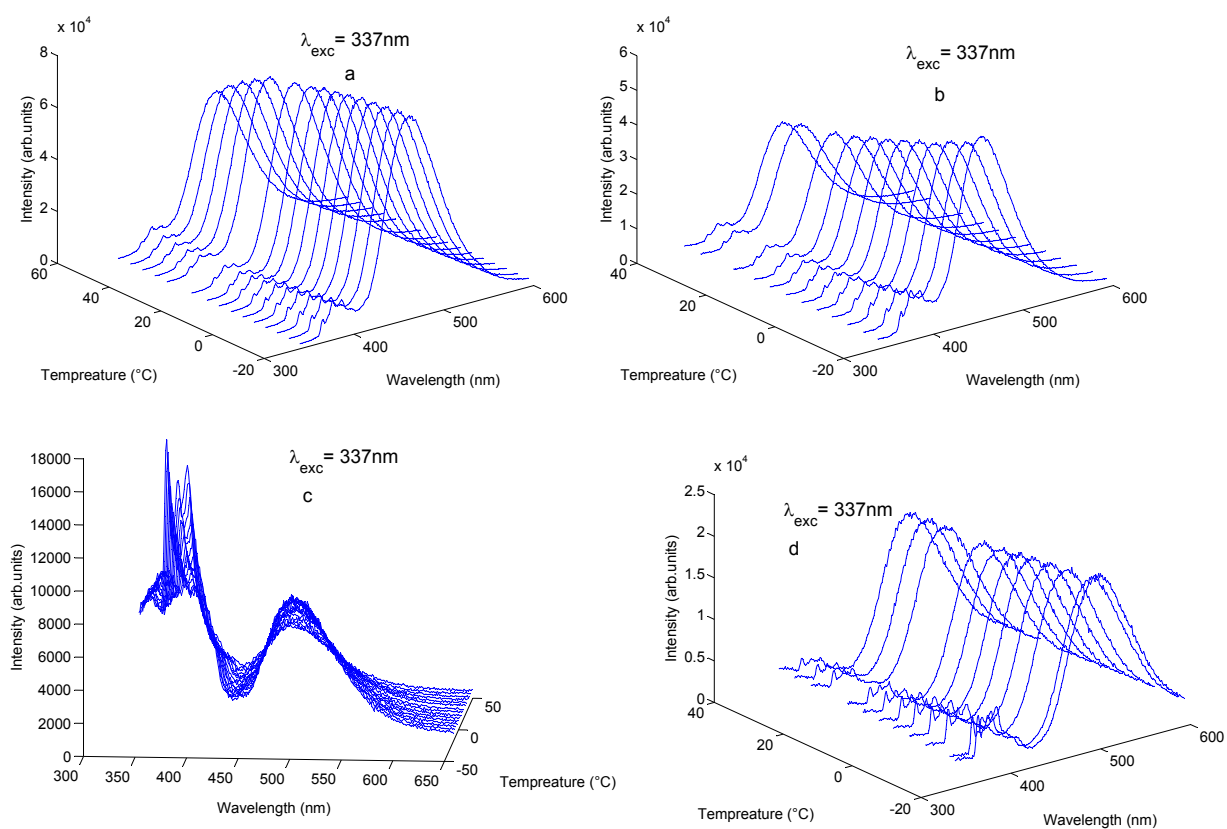 x 10^4
λexc= 337nm
a
8
6
4
2
0
Intensity (arb.units)
60
40
20
0
-20
Tempreature (°C)
300
400
500
600
Wavelength (nm)
x 10^4
λexc= 337nm
b
6
5
4
3
2
1
0
Intensity (arb.units)
40
20
0
-20
Tempreature (°C)
300
400
500
600
Wavelength (nm)
λexc= 337nm
c
18000
16000
14000
12000
10000
8000
6000
4000
2000
0
Intensity (arb.units)
300
350
400
450
500
550
600
650
Wavelength (nm)
50
0
-50
Tempreature (°C)
x 10^4
λexc= 337nm
d
2.5
2
1.5
1
0.5
0
Intensity (arb.units)
40
20
0
-20
Tempreature (°C)
300
400
500
600
Wavelength (nm)